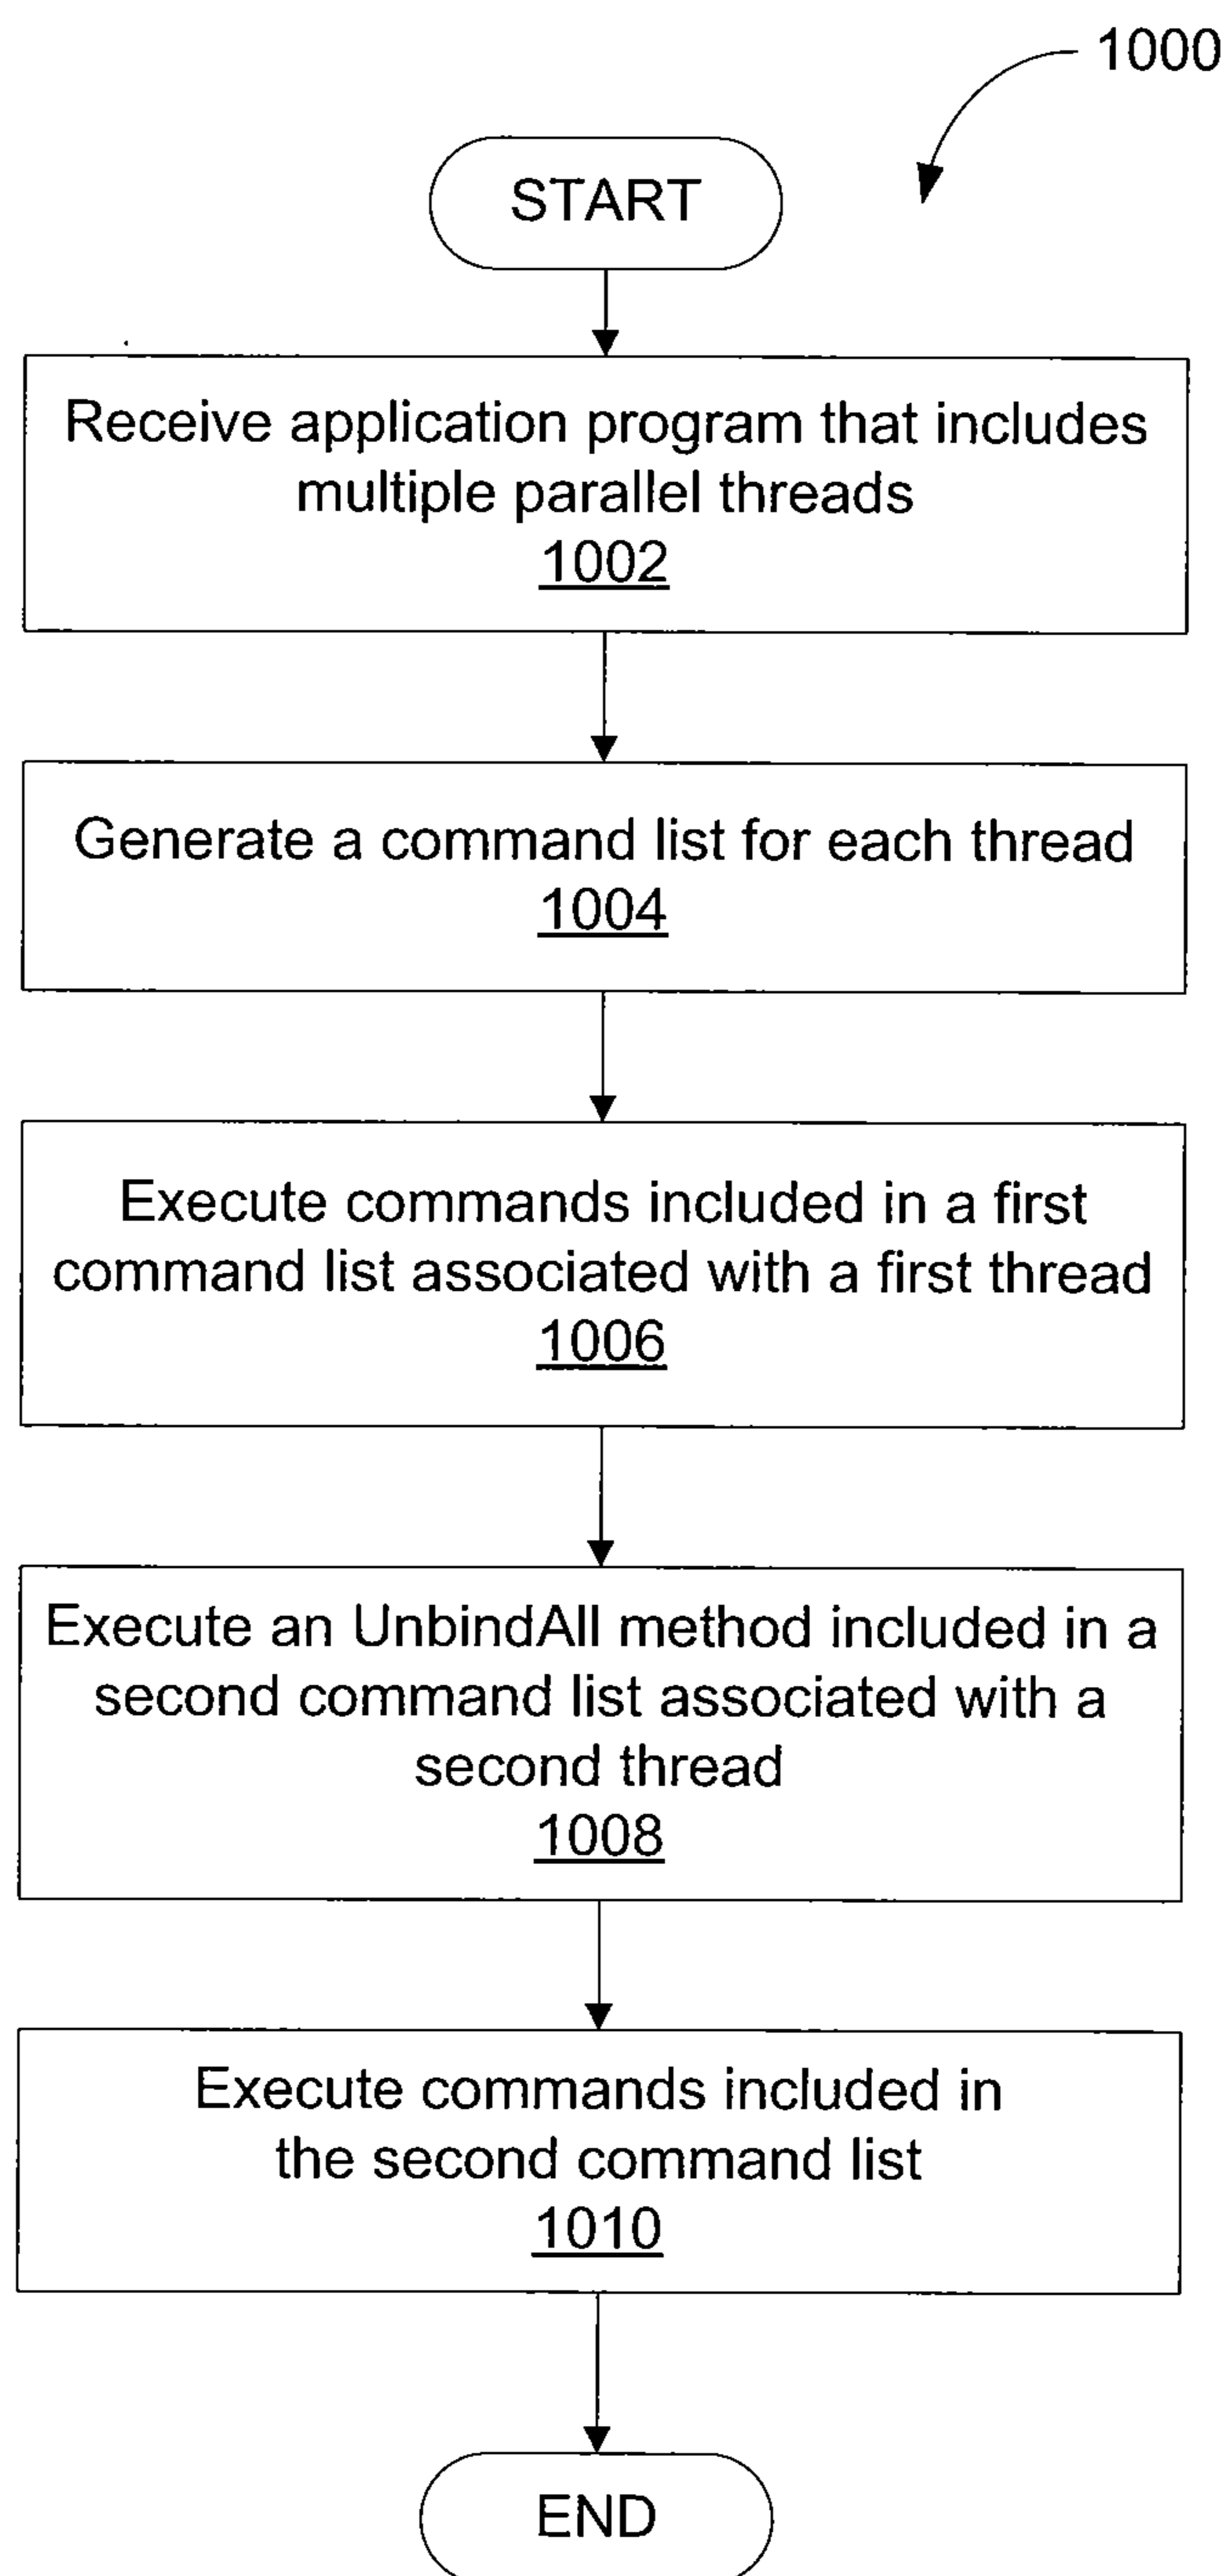 1000
START
Receive application program that includes
multiple parallel threads
1002
Generate a command list for each thread
1004
Execute commands included in a first
command list associated with a first thread
1006
Execute an UnbindAll method included in a
second command list associated with a
second thread
1008
Execute commands included in
the second command list
1010
END